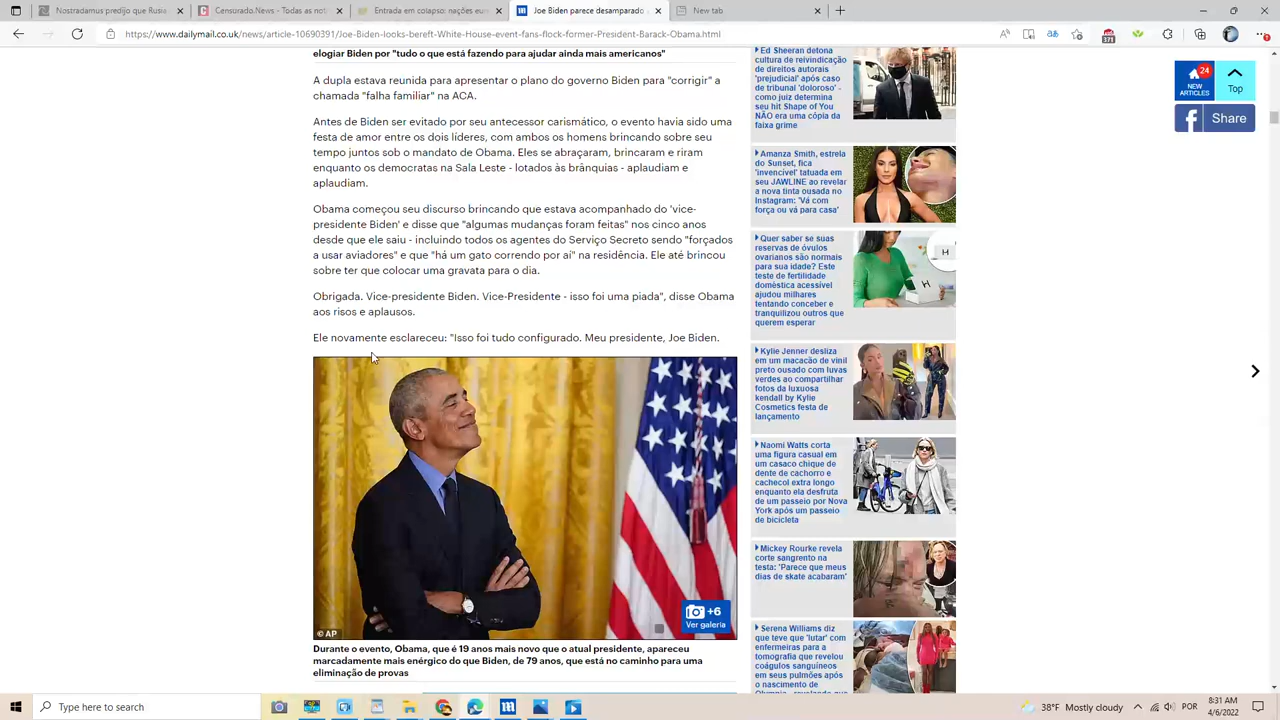 Nostradamus previu que Russia
Censurado.News - Todas as not
Entrada em colapso: nações eur
Joe Biden parece desamparado
New tab
https://www.dailymail.co.uk/news/article-10690391/Joe-Biden-looks-bereft-White-House-event-fans-flock-former-President-Barack-Obama.html
elogiar Biden por "tudo o que está fazendo para ajudar ainda mais americanos"
A dupla estava reunida para apresentar o plano do governo Biden para "corrigir" a
chamada "falha familiar" na ACA.
Antes de Biden ser evitado por seu antecessor carismático, o evento havia sido uma
festa de amor entre os dois líderes, com ambos os homens brincando sobre seu
tempo juntos sob o mandato de Obama. Eles se abraçaram, brincaram e riram
enquanto os democratas na Sala Leste - lotados às brânquias - aplaudiam e
aplaudiam.
Obama começou seu discurso brincando que estava acompanhado do 'vice-
presidente Biden' e disse que "algumas mudanças foram feitas" nos cinco anos
desde que ele saiu - incluindo todos os agentes do Serviço Secreto sendo "forçados
a usar aviadores" e que "há um gato correndo por aí" na residência. Ele até brincou
sobre ter que colocar uma gravata para o dia.
Obrigada. Vice-presidente Biden. Vice-Presidente - isso foi uma piada", disse Obama
aos risos e aplausos.
Ele novamente esclareceu: "Isso foi tudo configurado. Meu presidente, Joe Biden.
© AP
+6
Ver galeria
Durante o evento, Obama, que é 19 anos mais novo que o atual presidente, apareceu
marcadamente mais enérgico do que Biden, de 79 anos, que está no caminho para uma
eliminação de provas
Ed Sheeran detona
cultura de reivindicação
de direitos autorais
'prejudicial' após caso
de tribunal 'doloroso' -
como juiz determina
seu hit Shape of You
NÃO era uma cópia da
faixa grime
Amanza Smith, estrela
do Sunset, fica
'invencível' tatuada em
seu JAWLINE ao revelar
a nova tinta ousada no
Instagram: 'Vá com
força ou vá para casa'
Quer saber se suas
reservas de óvulos
ovarianos são normais
para sua idade? Este
teste de fertilidade
doméstica acessível
ajudou milhares
tentando conceber e
tranquilizou outros que
querem esperar
H
H
Kylie Jenner desliza
em um macacão de vinil
preto ousado com luvas
verdes ao compartilhar
fotos da luxuosa
kendall by Kylie
Cosmetics festa de
lançamento
Naomi Watts corta
uma figura casual em
um casaco chique de
dente de cachorro e
cachecol extra longo
enquanto ela desfruta
de um passeio por Nova
York após um passeio
de bicicleta
Mickey Rourke revela
corte sangrento na
testa: 'Parece que meus
dias de skate acabaram'
Serena Williams diz
que teve que 'lutar' com
enfermeiras para a
tomografia que revelou
coágulos sanguíneos
em seus pulmões após
o nascimento de
24
NEW
ARTICLES
Top
Share
Type here to search
38°F Mostly cloudy
POR
8:31 AM
4/6/2022